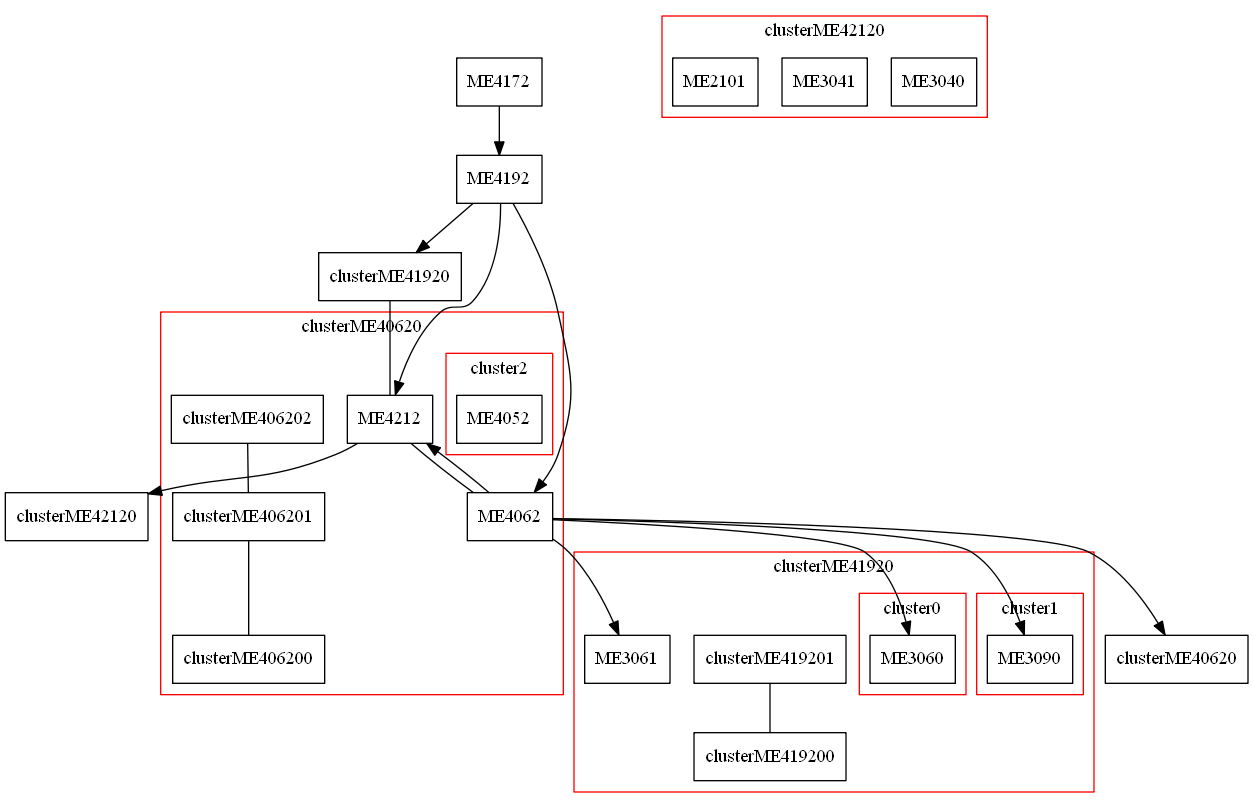 clusterME42120
ME4172
ME2101
ME3041
ME3040
ME4192
clusterME41920
clusterME40620
cluster2
clusterME406202
ME4212
ME4052
clusterME42120
clusterME406201
ME4062
clusterME41920
cluster0
cluster1
clusterME406200
ME3061
clusterME419201
ME3060
ME3090
clusterME40620
clusterME419200